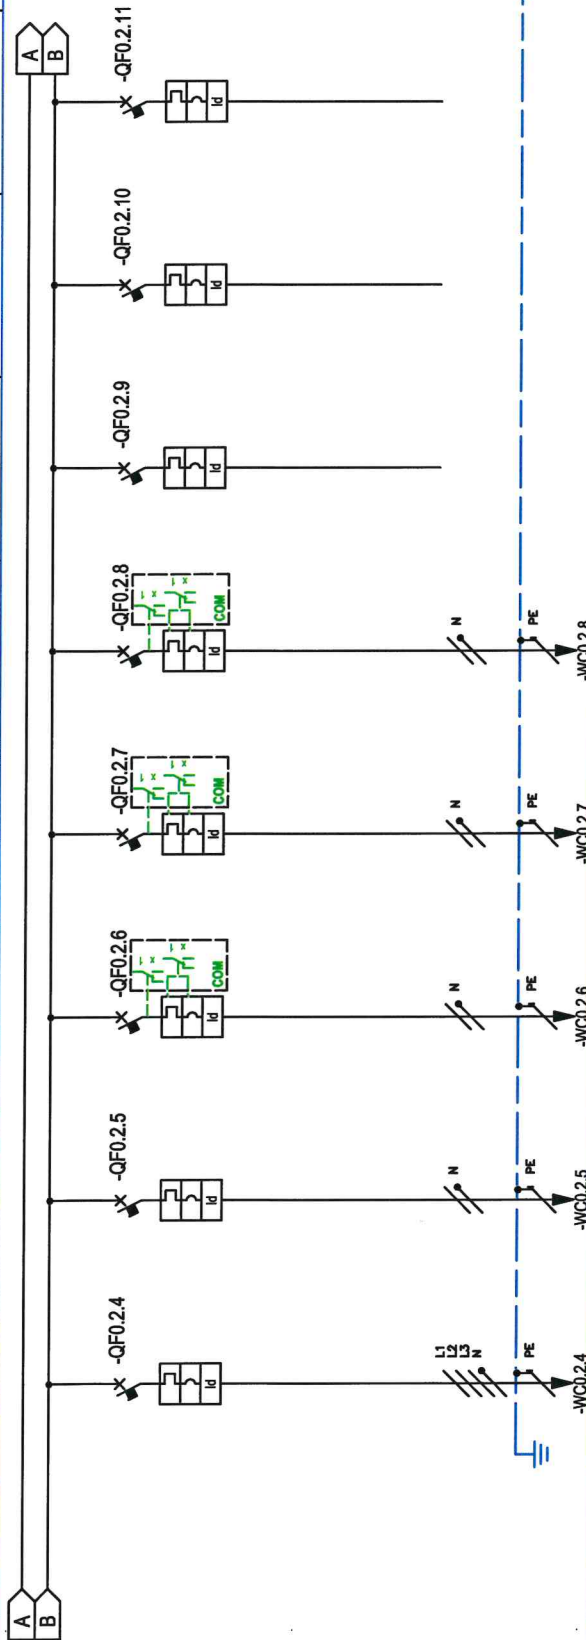 A
B
-QF0.2.4
Id
L1
L2
L3
N
PE
-WC0.2.4
-QF0.2.5
Id
N
PE
-WC0.2.5
-QF0.2.6
Id
COM
N
PE
-WC0.2.6
-QF0.2.7
Id
COM
N
PE
-WC0.2.7
-QF0.2.8
Id
COM
N
PE
-WC0.2.8
-QF0.2.9
Id
-QF0.2.10
Id
-QF0.2.11
Id
A
B